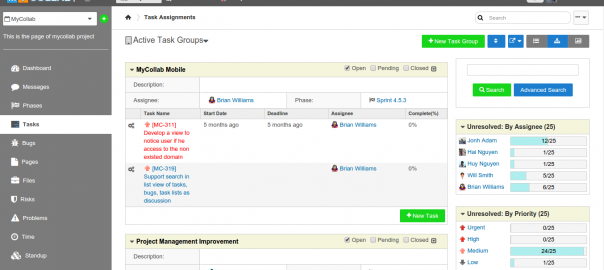 MyCollab
This is the page of mycollab project
Dashboard
Messages
Phases
Tasks
Bugs
Pages
Files
Risks
Problems
Time
Standup
Task Assignments
Search
Active Task Groups
New Task Group
MyCollab Mobile
Open Pending Closed
Description:
Assignee: Brian Williams Phase: Sprint 4.5.3
Task Name Start Date Deadline Assignee Complete(%)
[MC-311] Develop a view to notice user if he access to the non existed domain
5 months ago 5 months ago Brian Williams 0%
[MC-319] Support search in list view of tasks, bugs, task lists as discussion
Brian Williams 0%
New Task
Project Management Improvement
Open Pending Closed
Description:
Search Advanced Search
Unresolved: By Assignee (25)
Jonh Adam 12/25
Hai Nguyen 1/25
Huy Nguyen 1/25
Will Smith 5/25
Brian Williams 6/25
Unresolved: By Priority (25)
Urgent 0/25
High 0/25
Medium 24/25
Low 1/25